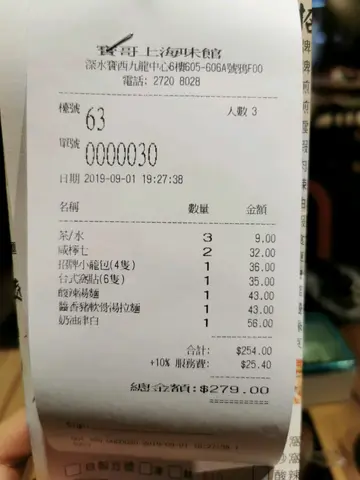 寶哥上海味館
深水寶西九龍中心6樓605-606A號鋪F00
電話: 2720 8028
檯號 63 人數 3
單號 0000030
日期 2019-09-01 19:27:38
名稱 數量 金額
茶/水 3 9.00
咸檸七 2 32.00
招牌小籠包(4隻) 1 36.00
台式窩貼(6隻) 1 35.00
酸辣湯麵 1 43.00
醬香豬軟骨湯拉麵 1 43.00
奶油津白 1 56.00
合計: $254.00
+10% 服務費: $25.40
總金額:$279.00